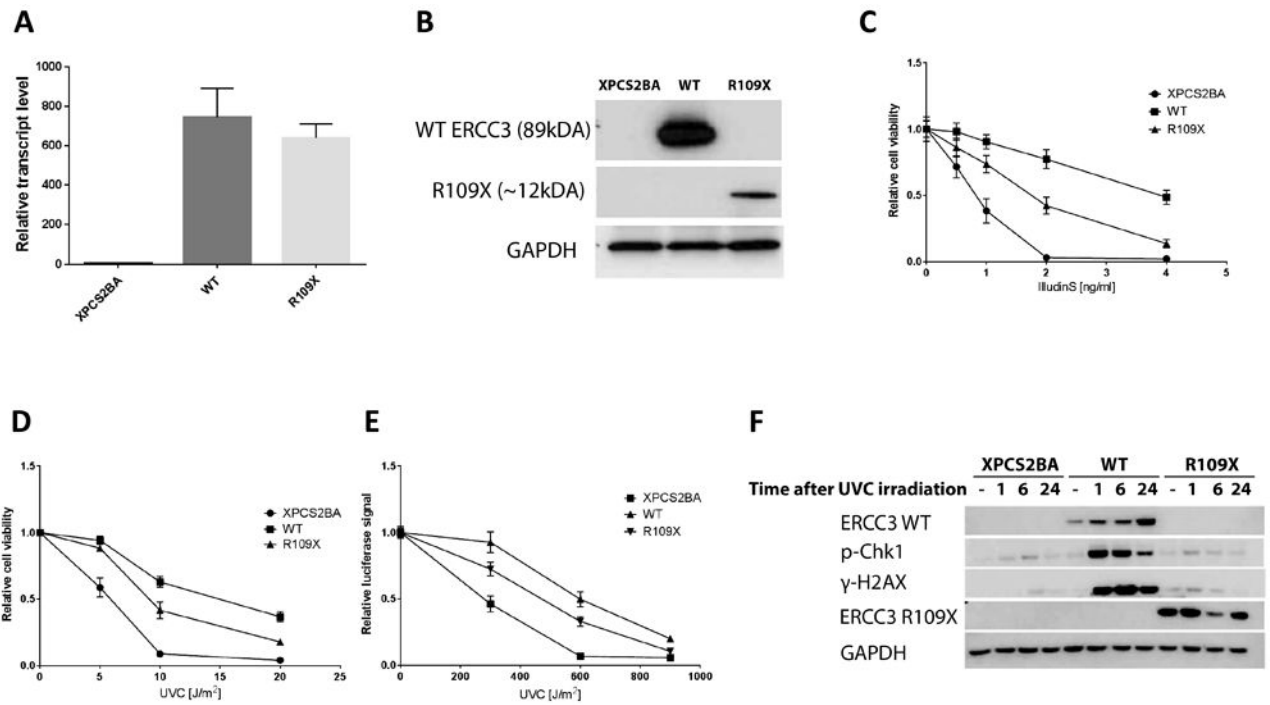 A
Relative transcript level
1000
800
600
400
200
0
XPCS2BA
WT
R109X
B
XPCS2BA WT R109X
WT ERCC3 (89kDA)
R109X (~12kDA)
GAPDH
C
Relative cell viability
1.5
1.0
0.5
0.0
0 1 2 3 4 5
IlludinS [ng/ml]
XPCS2BA
WT
R109X
D
Relative cell viability
1.5
1.0
0.5
0.0
0 5 10 15 20 25
UVC [J/m²]
XPCS2BA
WT
R109X
E
Relative luciferase signal
1.5
1.0
0.5
0.0
0 200 400 600 800 1000
UVC [J/m²]
XPCS2BA
WT
R109X
F
XPCS2BA WT R109X
Time after UVC irradiation - 1 6 24 - 1 6 24 - 1 6 24
ERCC3 WT
p-Chk1
γ-H2AX
ERCC3 R109X
GAPDH